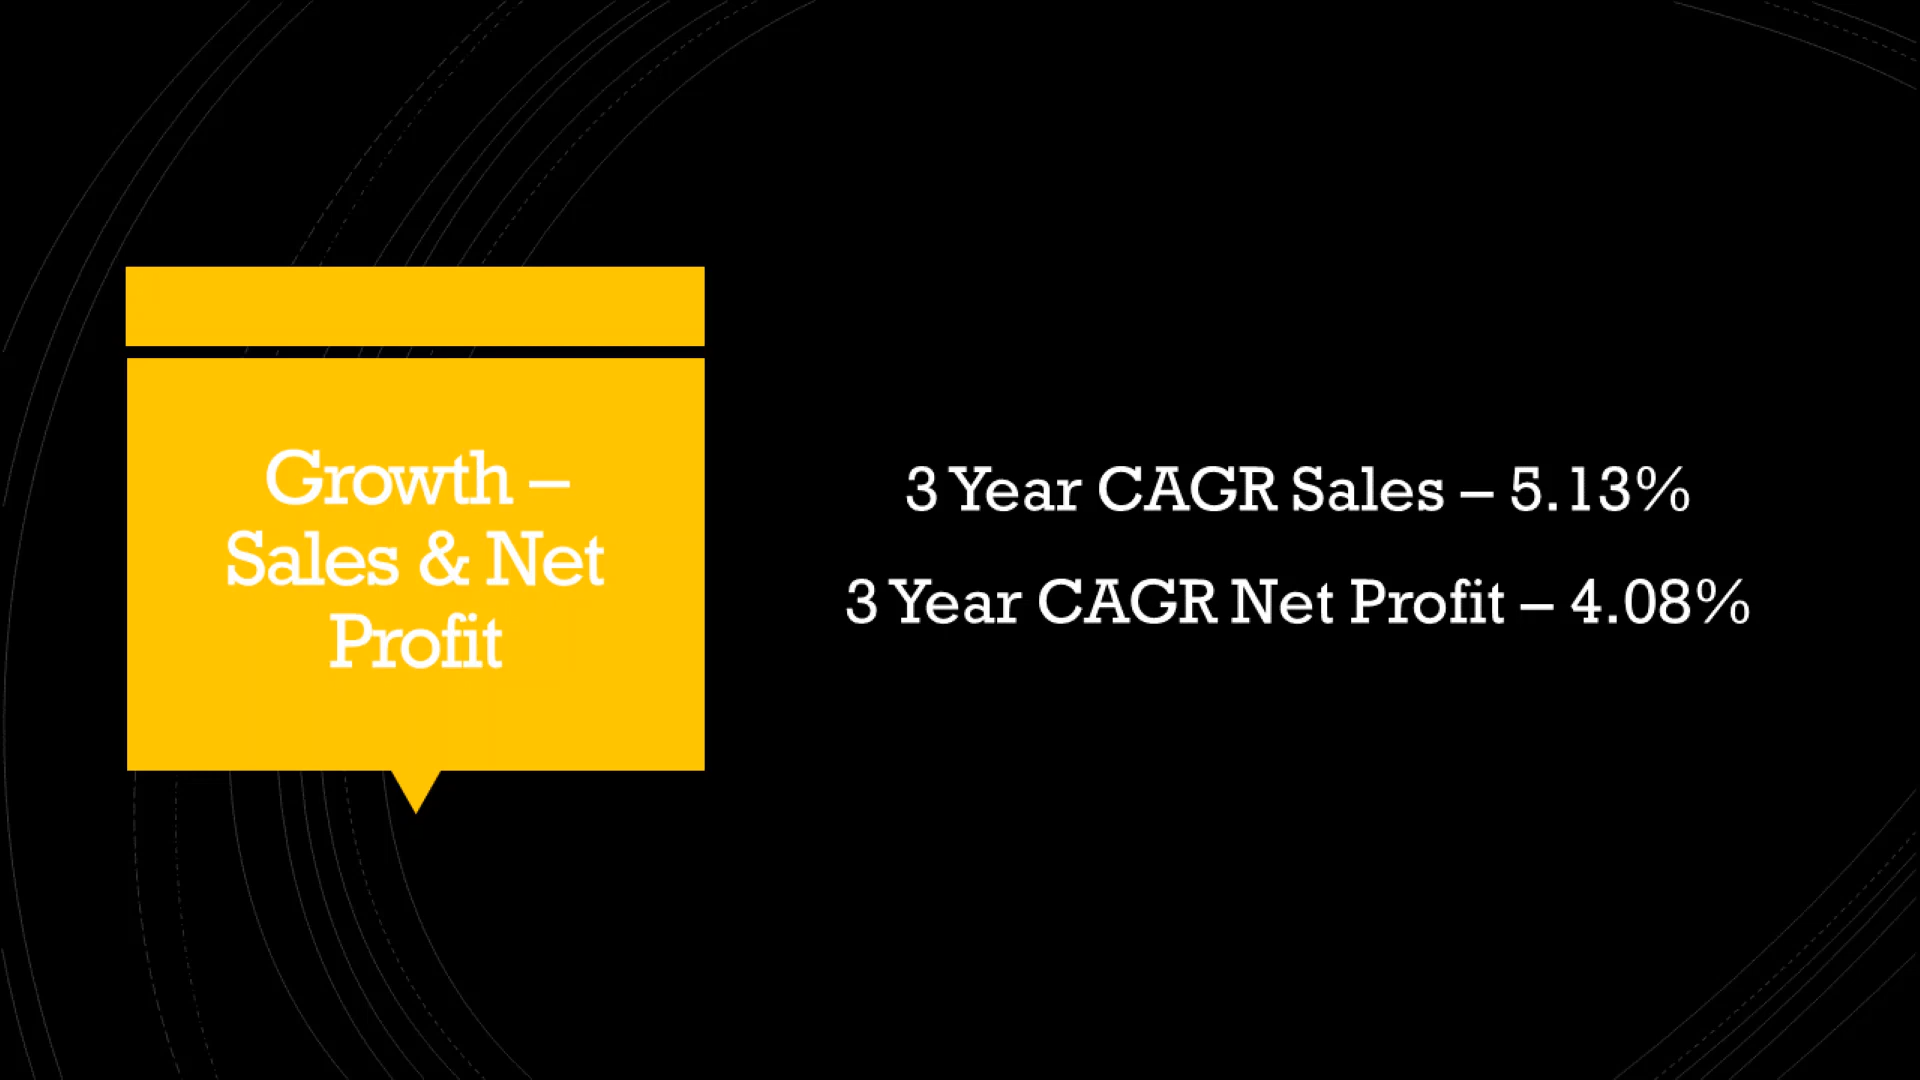 Growth –
Sales & Net
Profit
3 Year CAGR Sales – 5.13%
3 Year CAGR Net Profit – 4.08%